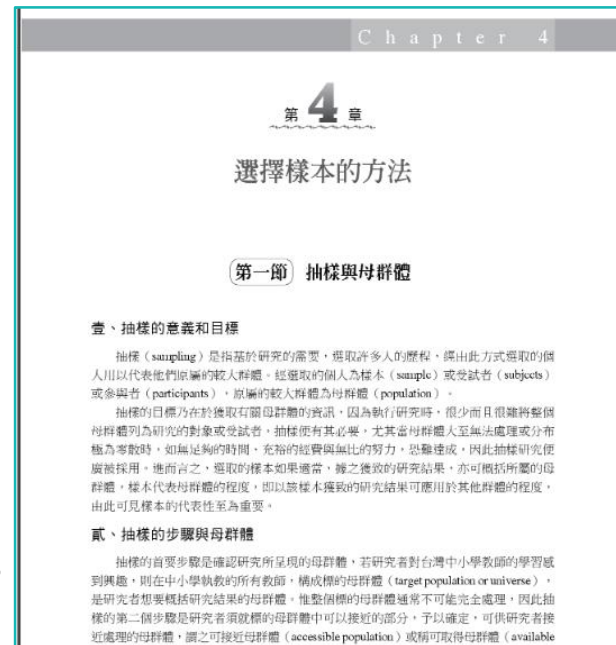 Chapter 4
第4章
選擇樣本的方法
第一節 抽樣與母群體
壹、抽樣的意義和目標
抽樣（sampling）是指基於研究的需要，選取許多人的歷程，經由此方式選取的個
人用以代表他們原屬的較大群體。經選取的個人為樣本（sample）或受試者（subjects）
或參與者（participants），原屬的較大群體為母群體（population）。
抽樣的目標乃在於獲取有關母群體的資訊，因為執行研究時，很少而且很難將整個
母群體列為研究的對象或受試者，抽樣便有其必要，尤其當母群體大至無法處理或分布
極為零散時，如無足夠的時間、充裕的經費與無比的努力，恐難達成，因此抽樣研究便
廣被採用。進而言之，選取的樣本如果適當，據之獲致的研究結果，亦可概括所屬的母
群體，樣本代表母群體的程度，即以該樣本獲致的研究結果可應用於其他群體的程度，
由此可見樣本的代表性至為重要。
貳、抽樣的步驟與母群體
抽樣的首要步驟是確認研究所呈現的母群體，若研究者對台灣中小學教師的學習感
到興趣，則在中小學執教的所有教師，構成標的母群體（target population or universe），
是研究者想要概括研究結果的母群體。惟整個標的母群體通常不可能完全處理，因此抽
樣的第二個步驟是研究者須就標的母群體中可以接近的部分，予以確定，可供研究者接
近處理的母群體，謂之可接近母群體（accessible population）或稱可取得母群體（available